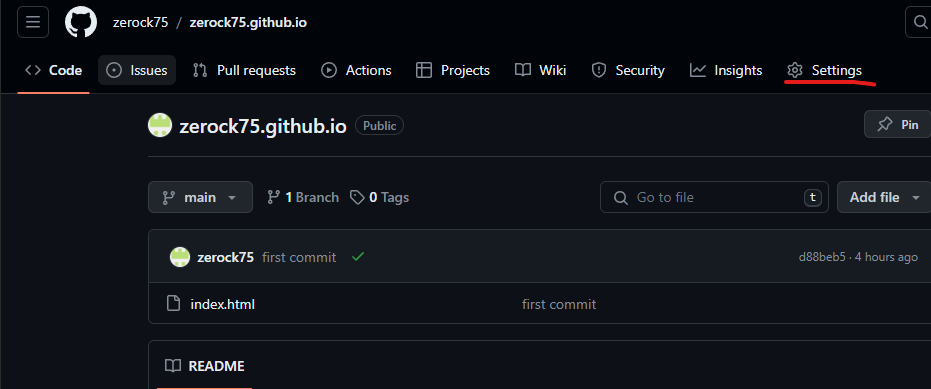 zerock75 / zerock75.github.io
Code Issues Pull requests Actions Projects Wiki Security Insights Settings
zerock75.github.io Public Pin
main 1 Branch 0 Tags Go to file t Add file
zerock75 first commit d88beb5 · 4 hours ago
index.html first commit
README